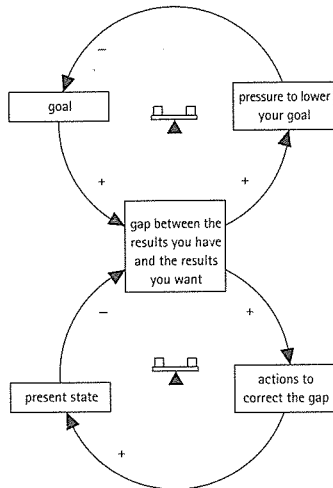 −
goal
pressure to lower
your goal
+
+
gap between the
results you have
and the results
you want
−
+
present state
actions to
correct the gap
+